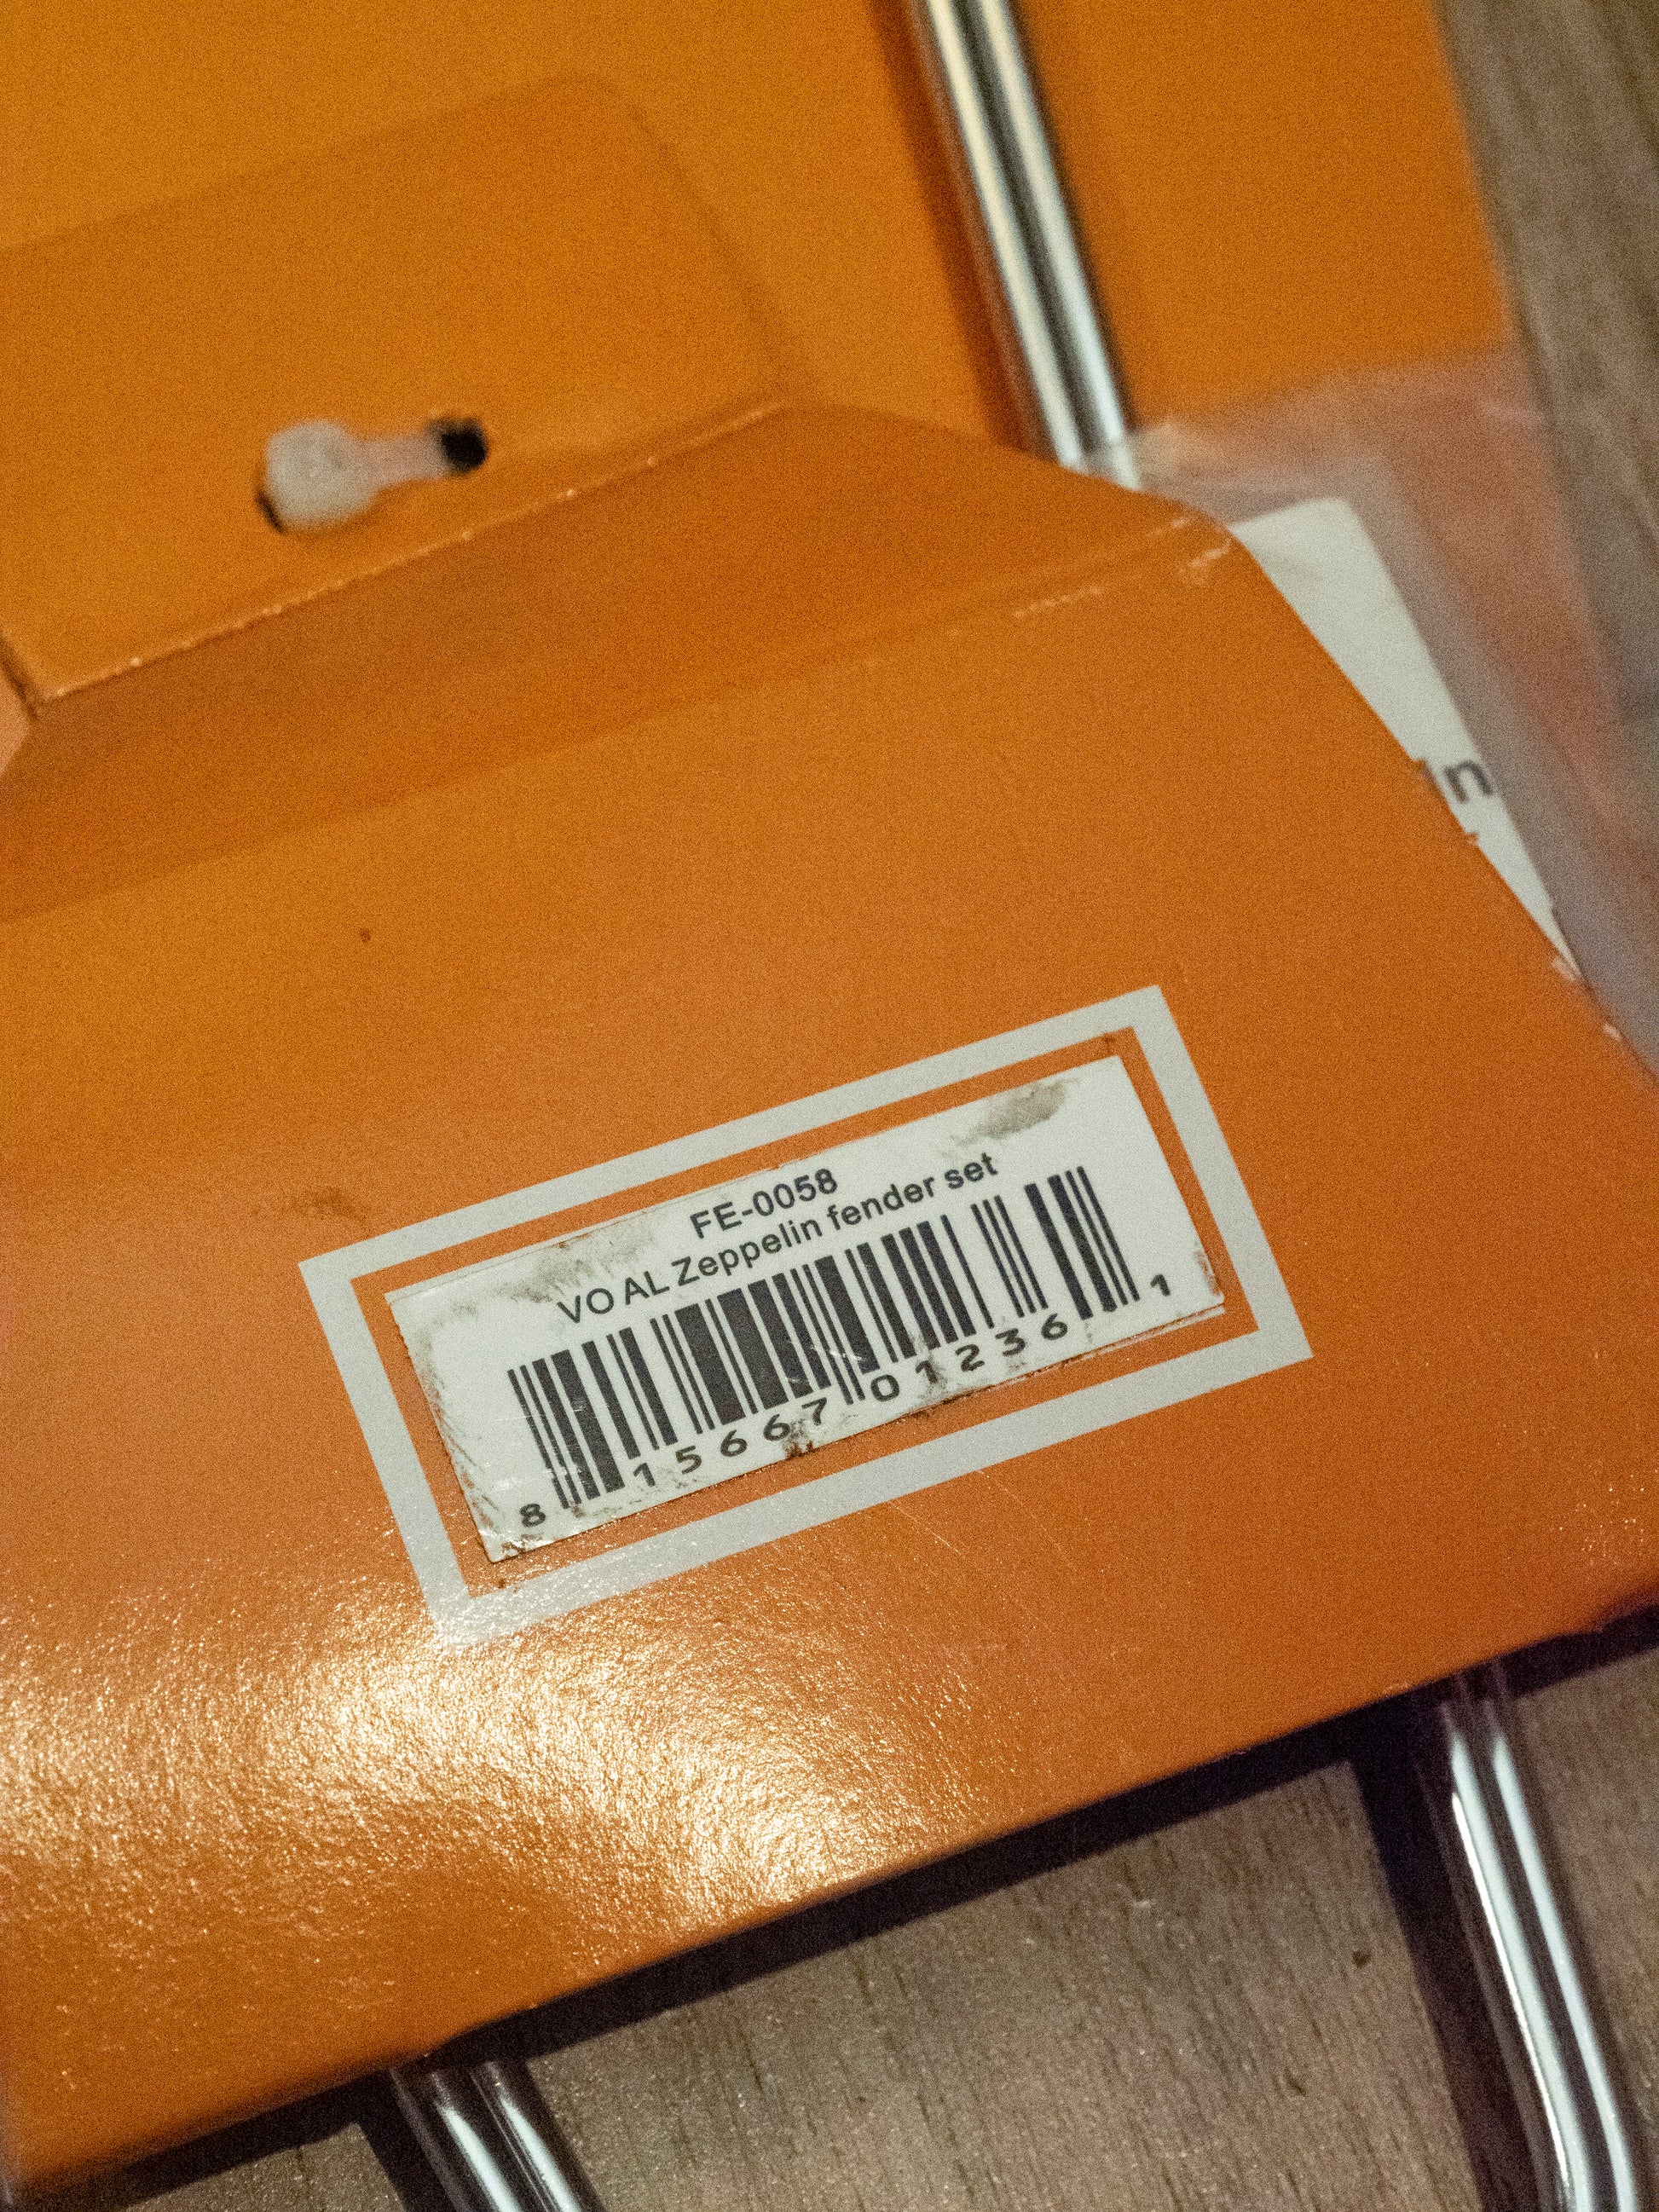 FE-0058
VO AL Zeppelin fender set
8 15667 01236 1